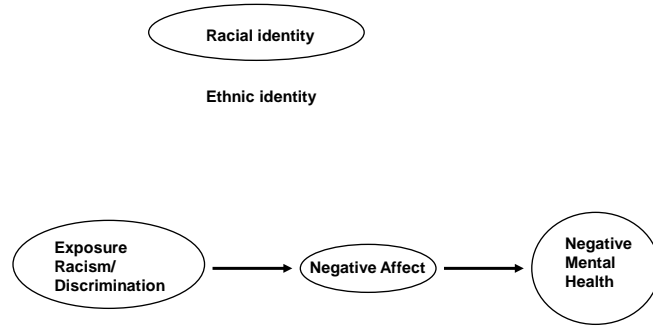 Racial identity
Ethnic identity
Exposure
Racism/
Discrimination
Negative Affect
Negative
Mental
Health